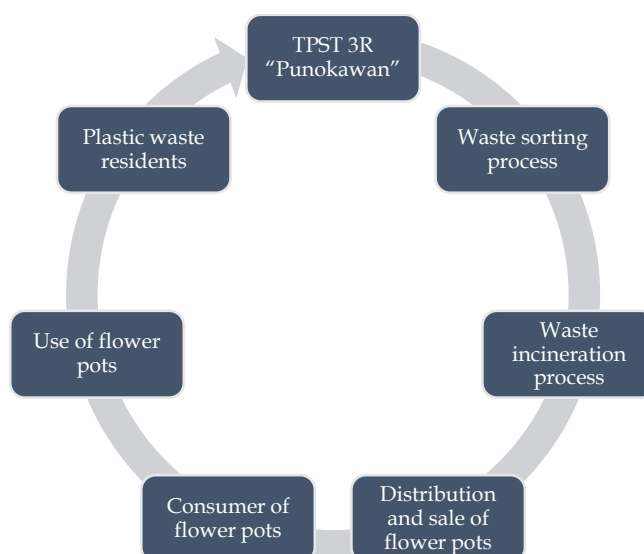 TPST 3R
“Punokawan”
Waste sorting
process
Waste
incineration
process
Distribution
and sale of
flower pots
Consumer of
flower pots
Use of flower
pots
Plastic waste
residents